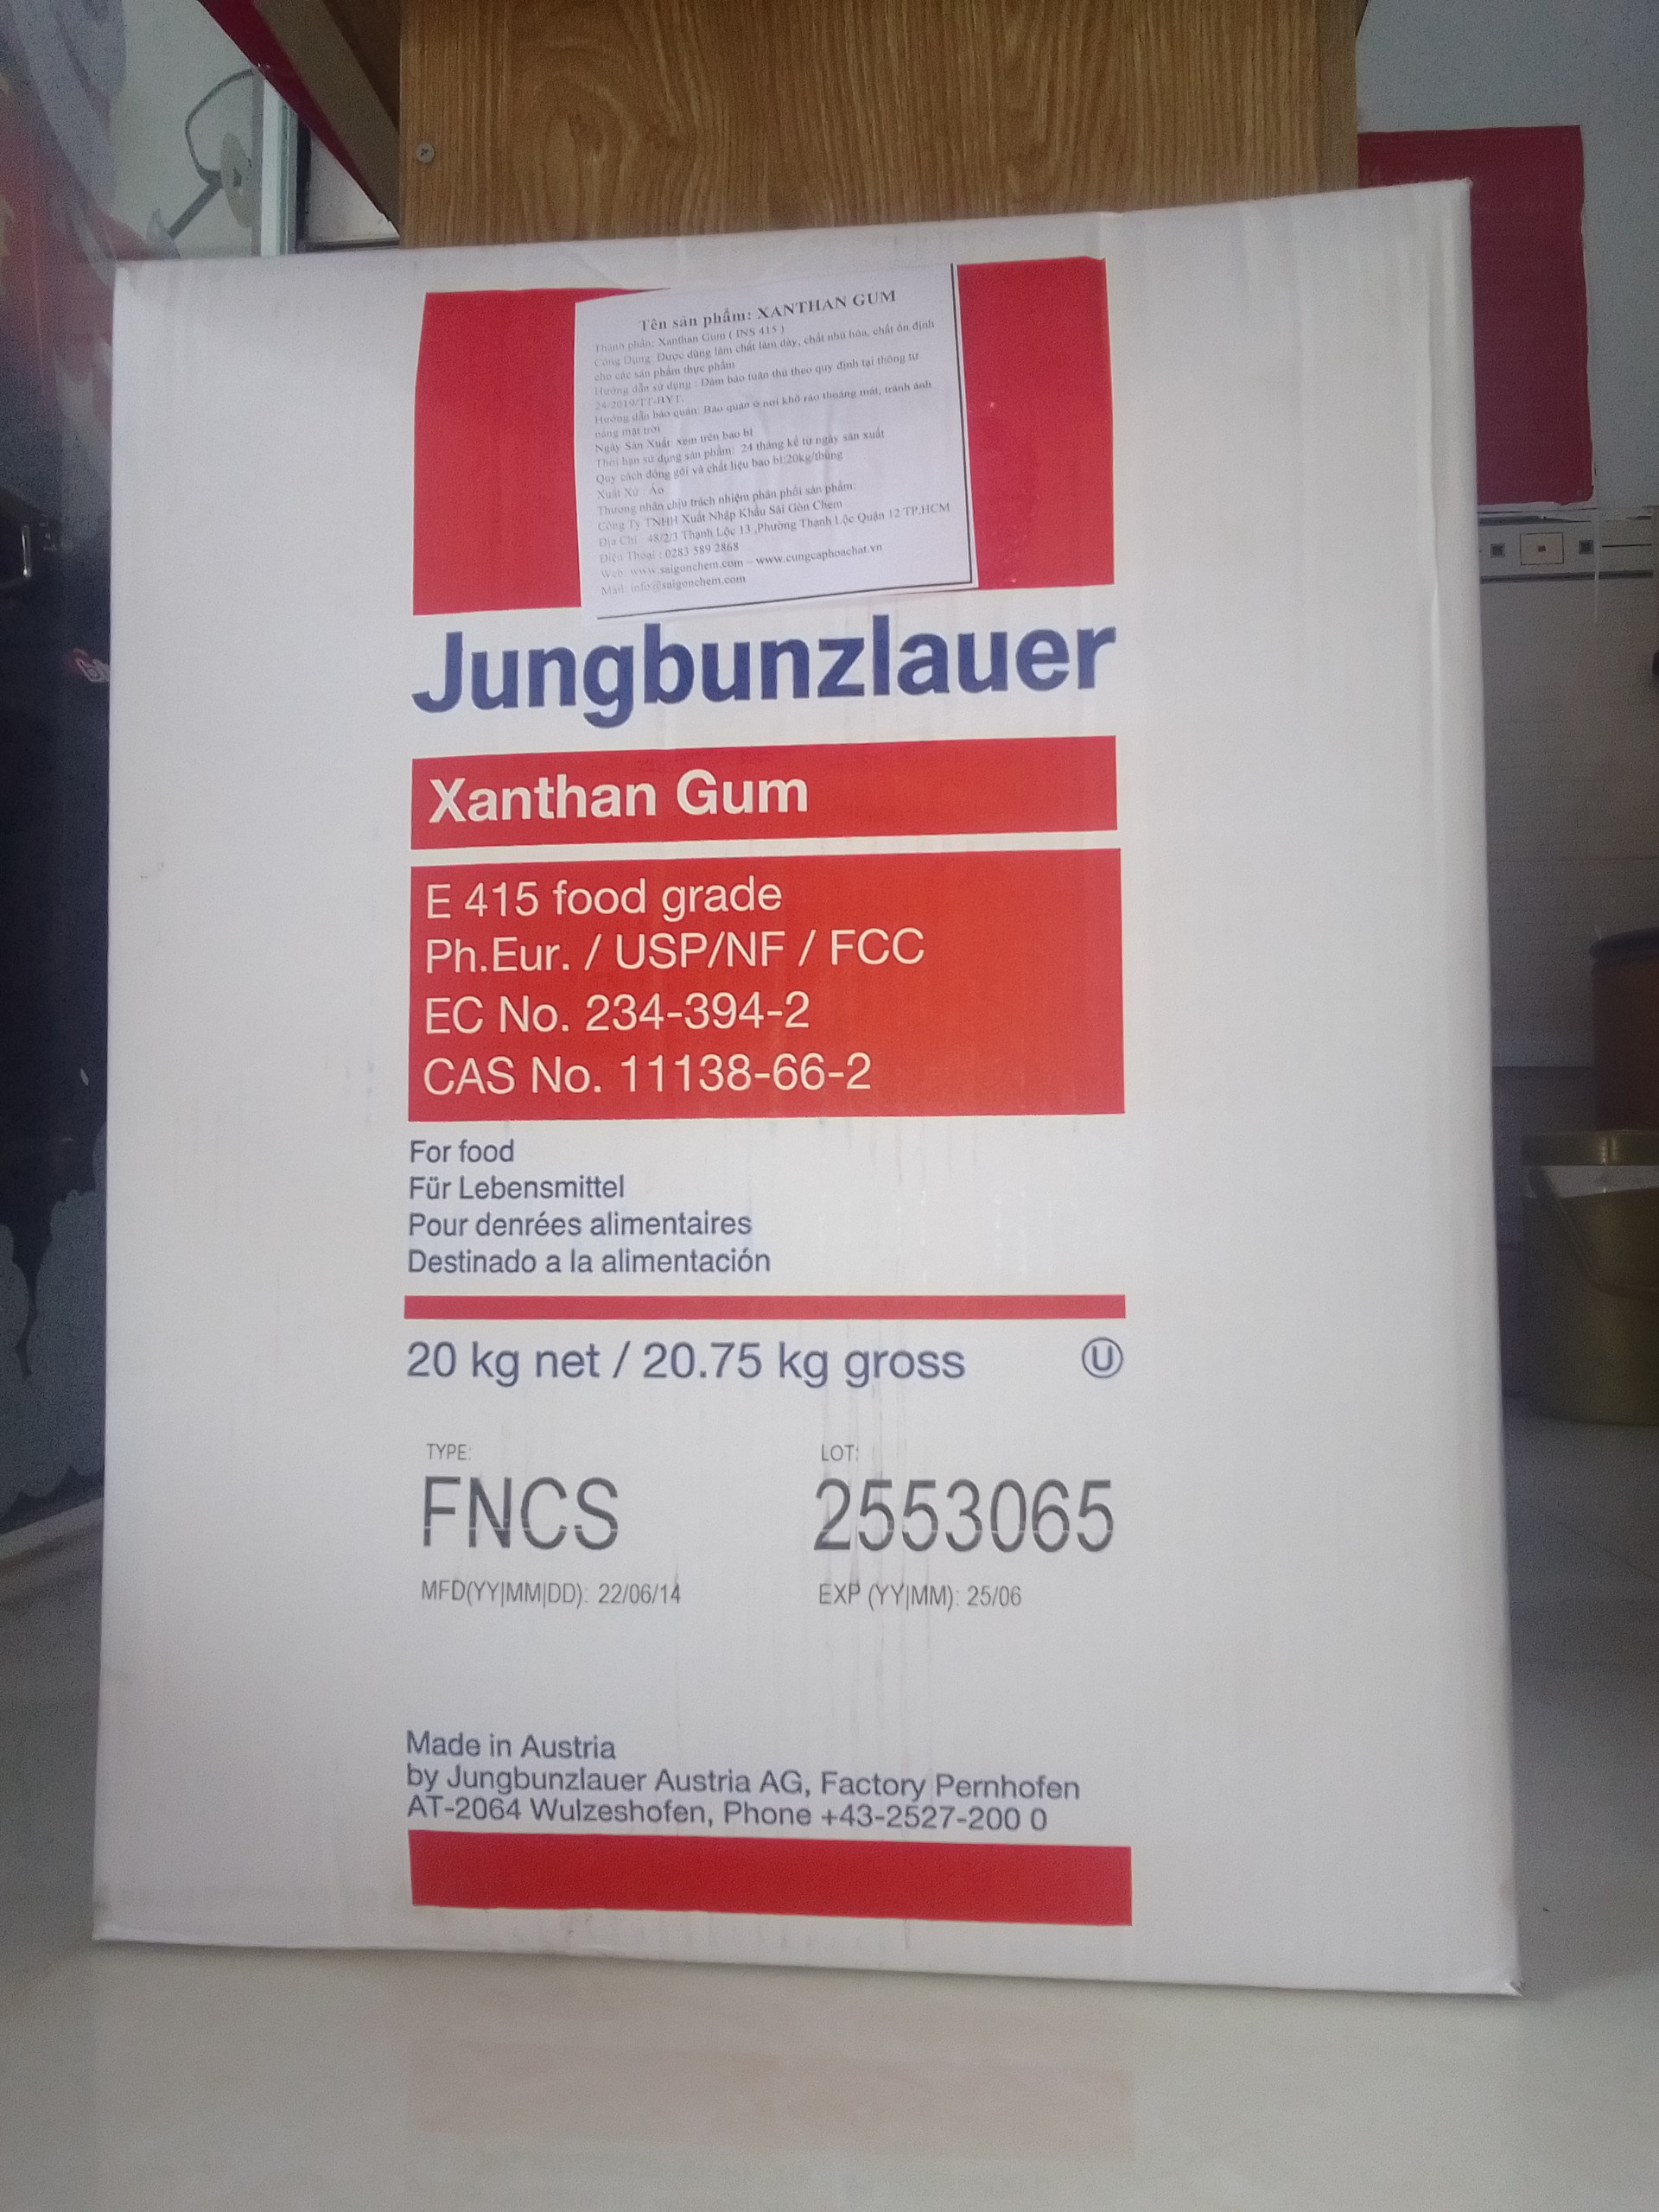 Tên sản phẩm: XANTHAN GUM
Thành phần: Xanthan Gum ( INS 415 )
Công Dụng: Được dùng làm chất làm dày, chất nhũ hóa, chất ổn định
cho các sản phẩm thực phẩm
Hướng dẫn sử dụng : Đảm bảo tuân thủ theo quy định tại thông tư
24/2019/TT-BYT.
Hướng dẫn bảo quản: Bảo quản ở nơi khô ráo thoáng mát, tránh ánh
nắng mặt trời
Ngày Sản Xuất: xem trên bao bì
Thời hạn sử dụng sản phẩm: 24 tháng kể từ ngày sản xuất
Quy cách đóng gói và chất liệu bao bì:20kg/thùng
Xuất Xứ : Áo
Thương nhân chịu trách nhiệm phân phối sản phẩm:
Công Ty TNHH Xuất Nhập Khẩu Sài Gòn Chem
Địa Chỉ : 48/2/3 Thạnh Lộc 13 ,Phường Thạnh Lộc Quận 12 TP.HCM
Điện Thoại : 0283 589 2868
Web: www.saigonchem.com – www.cungcaphoachat.vn
Mail: info@saigonchem.com
Jungbunzlauer
Xanthan Gum
E 415 food grade
Ph.Eur. / USP/NF / FCC
EC No. 234-394-2
CAS No. 11138-66-2
For food
Für Lebensmittel
Pour denrées alimentaires
Destinado a la alimentación
20 kg net / 20.75 kg gross U
TYPE: LOT:
FNCS 2553065
MFD(YY|MM|DD): 22/06/14 EXP (YY|MM): 25/06
Made in Austria
by Jungbunzlauer Austria AG, Factory Pernhofen
AT-2064 Wulzeshofen, Phone +43-2527-200 0